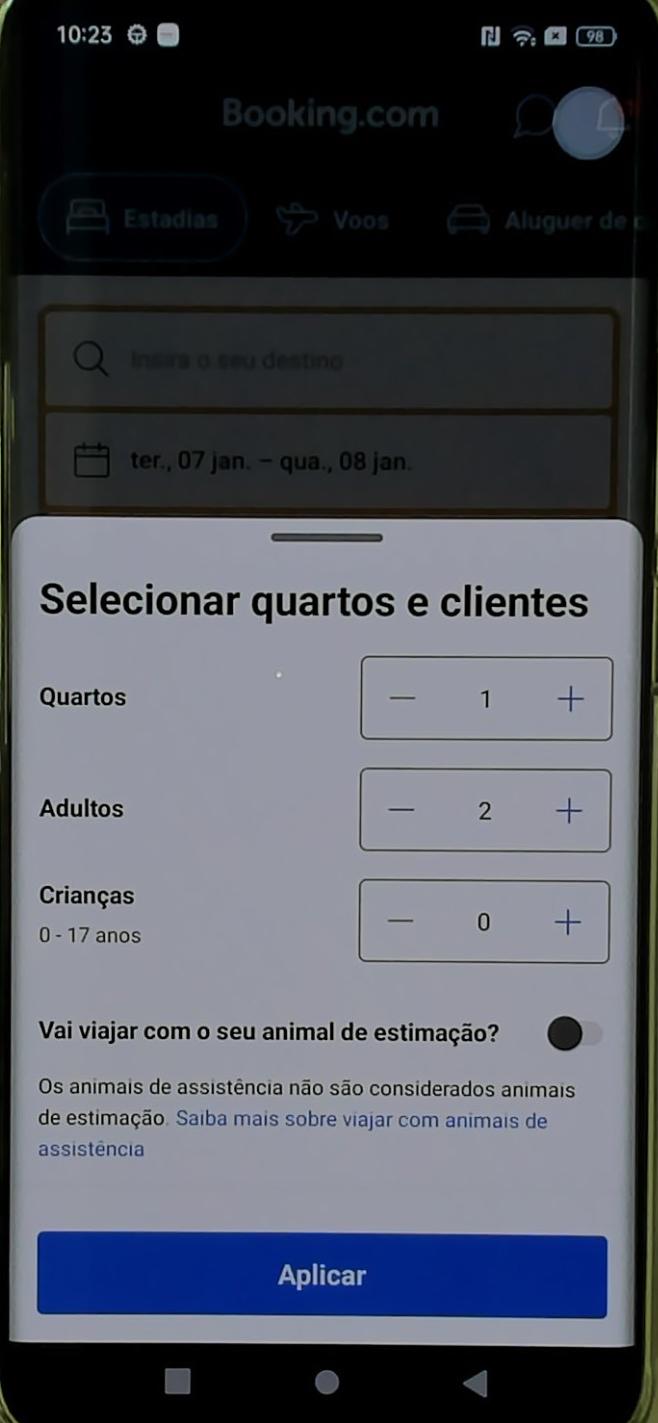 10:23
98
Booking.com
Estadias
Voos
Aluguer de c
Insira o seu destino
ter., 07 jan. – qua., 08 jan.
Selecionar quartos e clientes
Quartos
— 1 +
Adultos
— 2 +
Crianças
0 - 17 anos
— 0 +
Vai viajar com o seu animal de estimação?
Os animais de assistência não são considerados animais
de estimação. Saiba mais sobre viajar com animais de
assistência
Aplicar